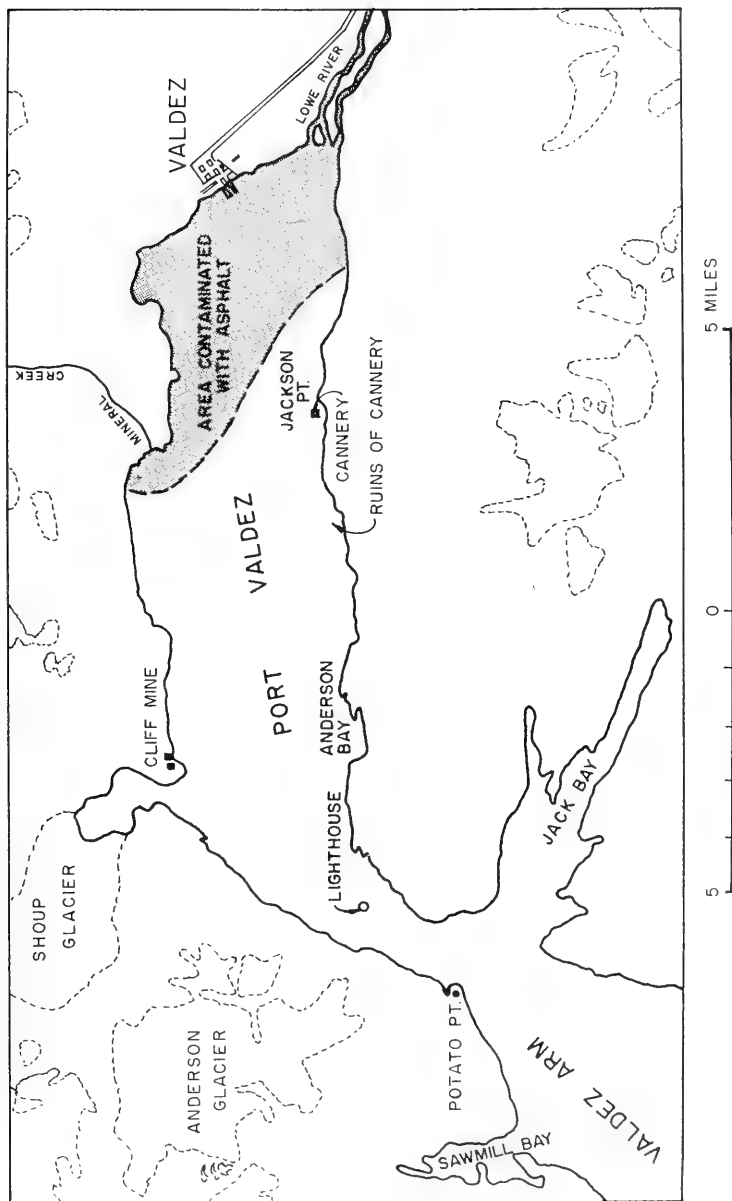 SHOUP
GLACIER
ANDERSON
GLACIER
CLIFF MINE
MINERAL
CREEK
VALDEZ
LOWE RIVER
AREA CONTAMINATED
WITH ASPHALT
PORT
VALDEZ
JACKSON
PT.
CANNERY
RUINS OF CANNERY
ANDERSON
BAY
LIGHTHOUSE
POTATO PT.
SAWMILL BAY
VALDEZ ARM
JACK BAY
5
0
5 MILES